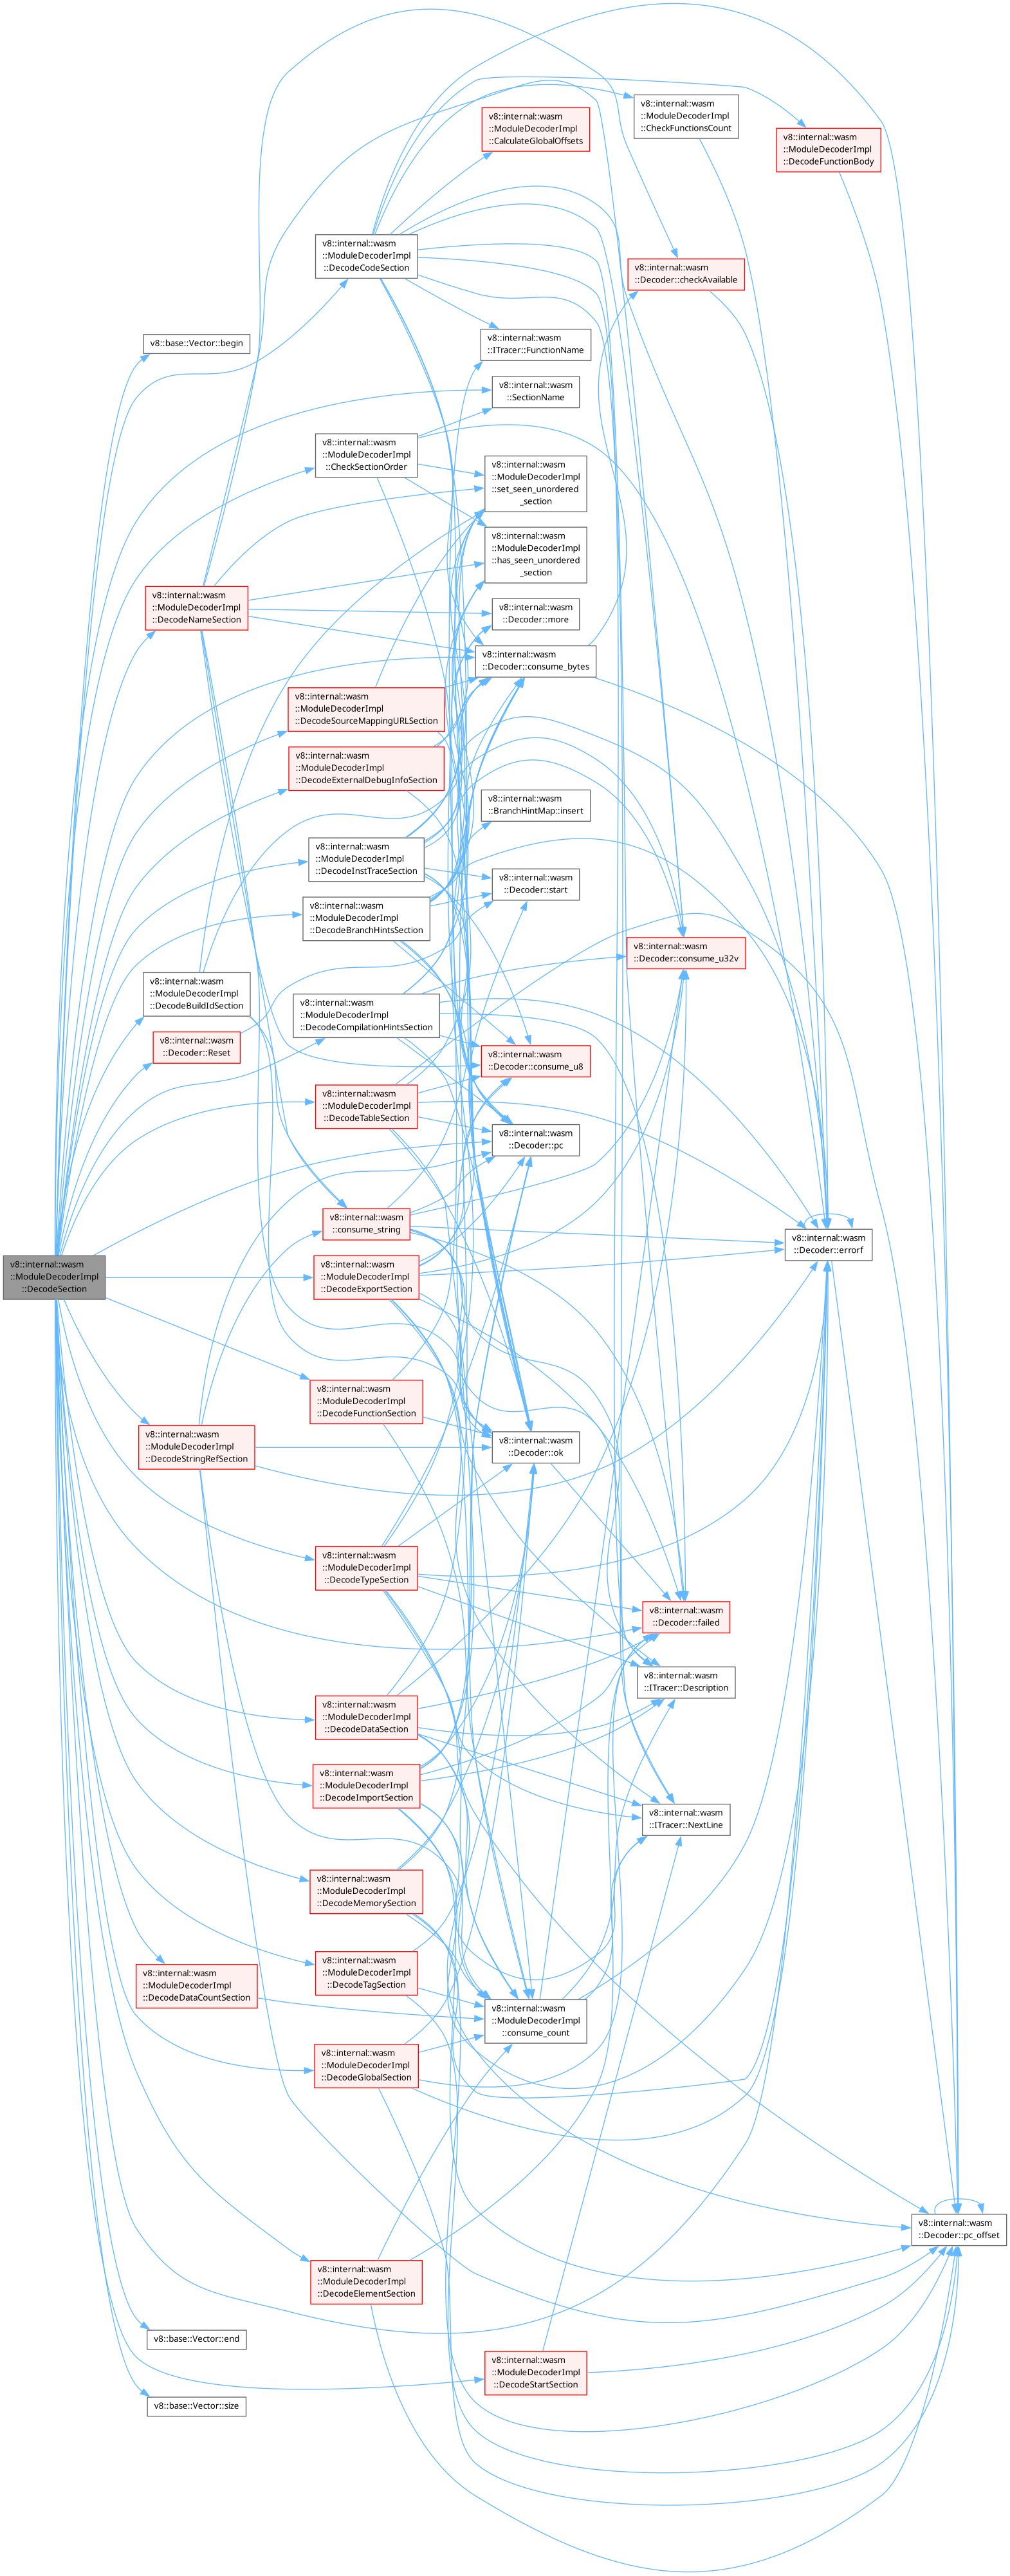 v8::internal::wasm
::ModuleDecoderImpl
::DecodeSection
v8::base::Vector::begin
v8::internal::wasm
::ModuleDecoderImpl
::DecodeNameSection
v8::internal::wasm
::ModuleDecoderImpl
::DecodeBuildIdSection
v8::internal::wasm
::Decoder::Reset
v8::internal::wasm
::ModuleDecoderImpl
::DecodeStringRefSection
v8::internal::wasm
::ModuleDecoderImpl
::DecodeDataCountSection
v8::base::Vector::end
v8::base::Vector::size
v8::internal::wasm
::ModuleDecoderImpl
::DecodeCodeSection
v8::internal::wasm
::ModuleDecoderImpl
::CheckSectionOrder
v8::internal::wasm
::ModuleDecoderImpl
::DecodeSourceMappingURLSection
v8::internal::wasm
::ModuleDecoderImpl
::DecodeExternalDebugInfoSection
v8::internal::wasm
::ModuleDecoderImpl
::DecodeInstTraceSection
v8::internal::wasm
::ModuleDecoderImpl
::DecodeBranchHintsSection
v8::internal::wasm
::ModuleDecoderImpl
::DecodeCompilationHintsSection
v8::internal::wasm
::ModuleDecoderImpl
::DecodeTableSection
v8::internal::wasm
::consume_string
v8::internal::wasm
::ModuleDecoderImpl
::DecodeExportSection
v8::internal::wasm
::ModuleDecoderImpl
::DecodeFunctionSection
v8::internal::wasm
::ModuleDecoderImpl
::DecodeTypeSection
v8::internal::wasm
::ModuleDecoderImpl
::DecodeDataSection
v8::internal::wasm
::ModuleDecoderImpl
::DecodeImportSection
v8::internal::wasm
::ModuleDecoderImpl
::DecodeMemorySection
v8::internal::wasm
::ModuleDecoderImpl
::DecodeTagSection
v8::internal::wasm
::ModuleDecoderImpl
::DecodeGlobalSection
v8::internal::wasm
::ModuleDecoderImpl
::DecodeElementSection
v8::internal::wasm
::ModuleDecoderImpl
::CalculateGlobalOffsets
v8::internal::wasm
::ITracer::FunctionName
v8::internal::wasm
::SectionName
v8::internal::wasm
::ModuleDecoderImpl
::set_seen_unordered
_section
v8::internal::wasm
::ModuleDecoderImpl
::has_seen_unordered
_section
v8::internal::wasm
::Decoder::more
v8::internal::wasm
::Decoder::consume_bytes
v8::internal::wasm
::BranchHintMap::insert
v8::internal::wasm
::Decoder::start
v8::internal::wasm
::Decoder::consume_u8
v8::internal::wasm
::Decoder::pc
v8::internal::wasm
::Decoder::ok
v8::internal::wasm
::ModuleDecoderImpl
::consume_count
v8::internal::wasm
::ModuleDecoderImpl
::DecodeStartSection
v8::internal::wasm
::ModuleDecoderImpl
::CheckFunctionsCount
v8::internal::wasm
::Decoder::checkAvailable
v8::internal::wasm
::Decoder::consume_u32v
v8::internal::wasm
::Decoder::failed
v8::internal::wasm
::ITracer::Description
v8::internal::wasm
::ITracer::NextLine
v8::internal::wasm
::ModuleDecoderImpl
::DecodeFunctionBody
v8::internal::wasm
::Decoder::errorf
v8::internal::wasm
::Decoder::pc_offset